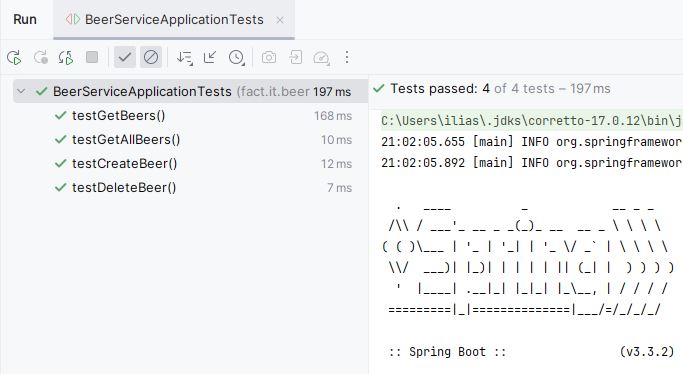 Run BeerServiceApplicationTests
BeerServiceApplicationTests (fact.it.beer 197 ms
testGetBeers() 168 ms
testGetAllBeers() 10 ms
testCreateBeer() 12 ms
testDeleteBeer() 7 ms
Tests passed: 4 of 4 tests – 197 ms
C:\Users\ilias\.jdks\corretto-17.0.12\bin\j
21:02:05.655 [main] INFO org.springframewor
21:02:05.892 [main] INFO org.springframewor
  .   ____          _            __ _ _
 /\\ / ___'_ __ _ _(_)_ __  __ _ \ \ \ \
( ( )\___ | '_ | '_| | '_ \/ _` | \ \ \ \
 \\/  ___)| |_)| | | | | || (_| |  ) ) ) )
  '  |____| .__|_| |_|_| |_\__, | / / / /
 =========|_|==============|___/=/_/_/_/
 :: Spring Boot ::                (v3.3.2)